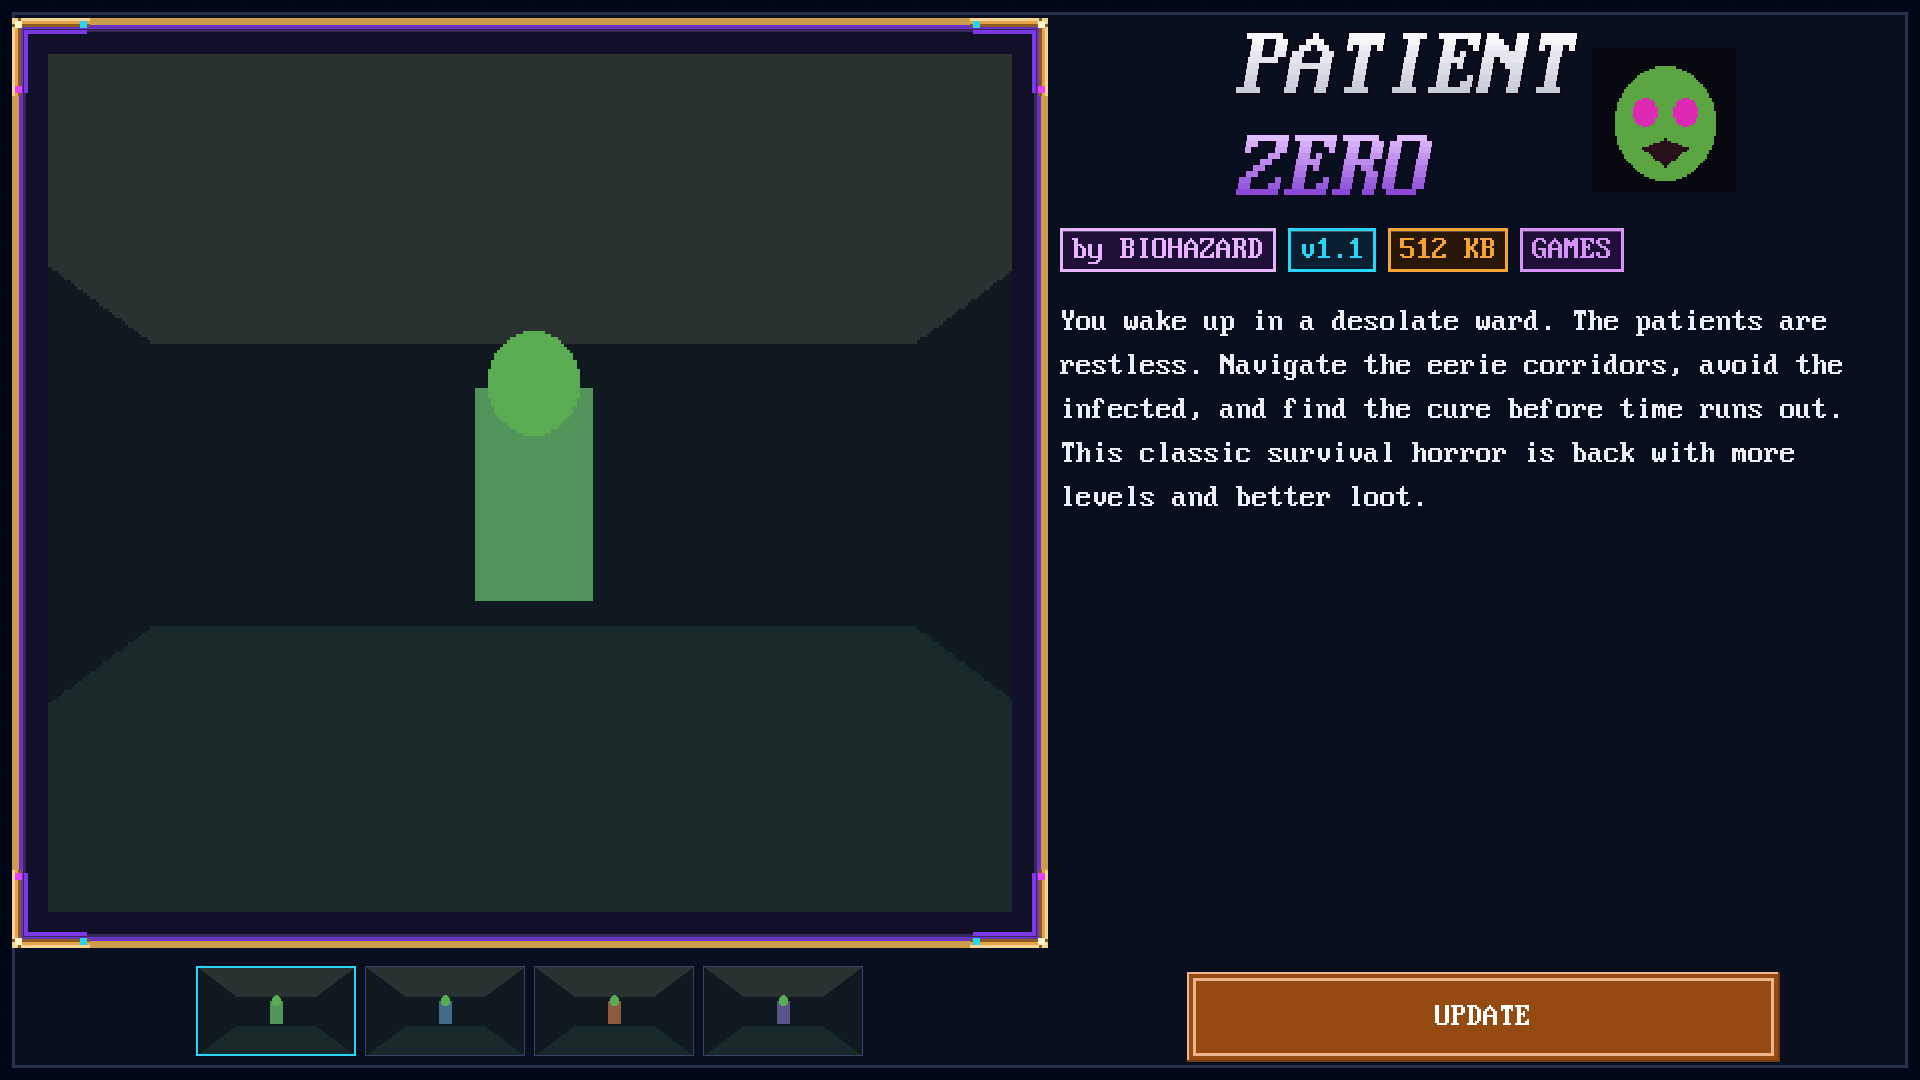 PATIENT
ZERO
by BIOHAZARD v1.1 512 KB GAMES
You wake up in a desolate ward. The patients are
restless. Navigate the eerie corridors, avoid the
infected, and find the cure before time runs out.
This classic survival horror is back with more
levels and better loot.
UPDATE